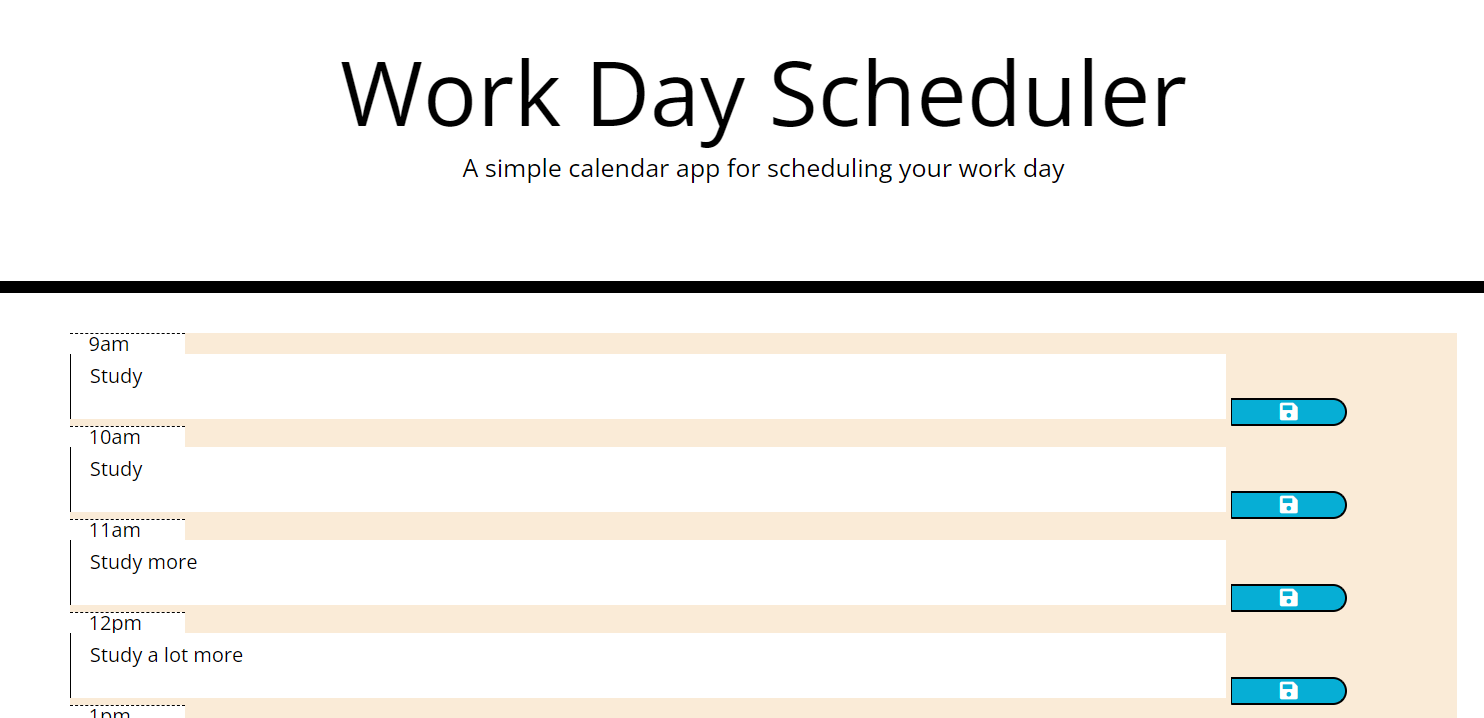 Work Day Scheduler
A simple calendar app for scheduling your work day
9am
Study
10am
Study
11am
Study more
12pm
Study a lot more
1pm